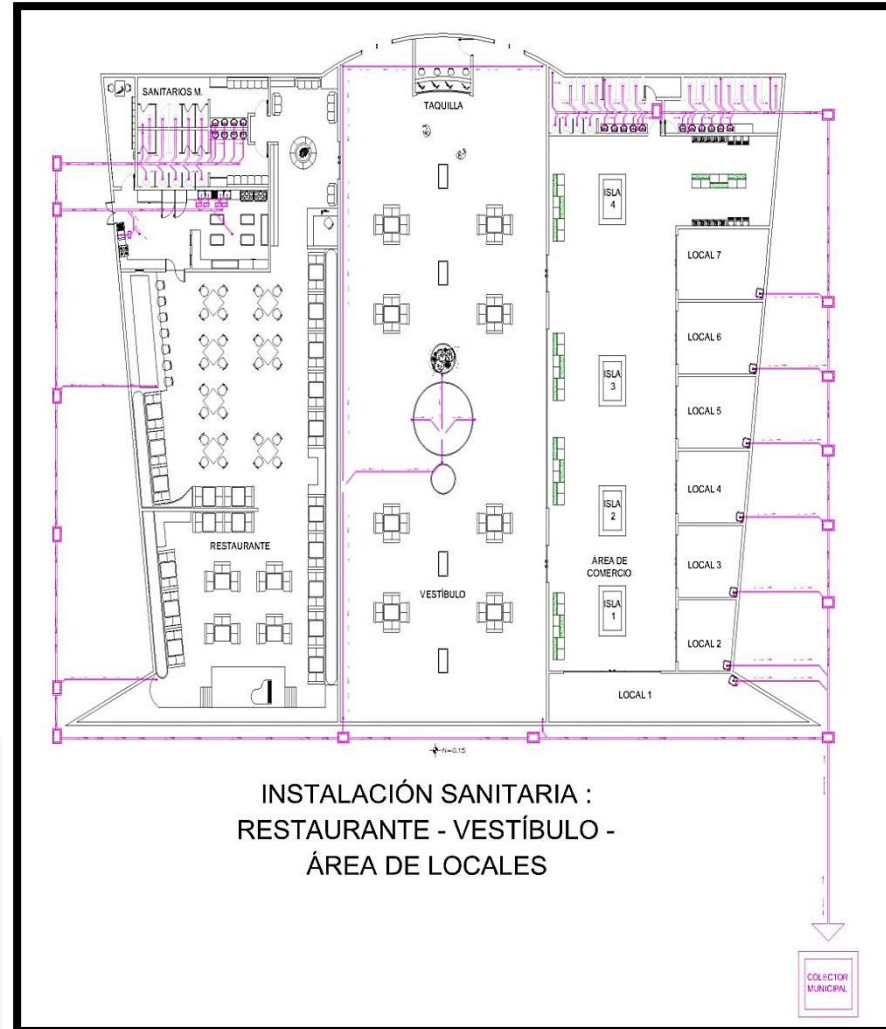 SANITARIOS M.
TAQUILLA
ISLA
4
LOCAL 7
LOCAL 6
ISLA
3
LOCAL 5
LOCAL 4
ISLA
2
RESTAURANTE
ÁREA DE
COMERCIO
LOCAL 3
VESTÍBULO
ISLA
1
LOCAL 2
LOCAL 1
N=0.15
INSTALACIÓN SANITARIA :
RESTAURANTE - VESTÍBULO -
ÁREA DE LOCALES
COLECTOR
MUNICIPAL